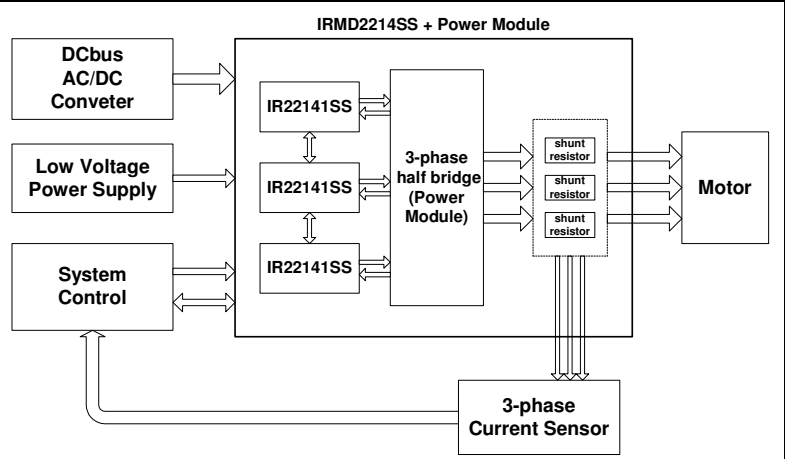 IRMD2214SS + Power Module
DCbus
AC/DC
Conveter
Low Voltage
Power Supply
System
Control
IR22141SS
IR22141SS
IR22141SS
3-phase
half bridge
(Power
Module)
shunt
resistor
shunt
resistor
shunt
resistor
Motor
3-phase
Current Sensor